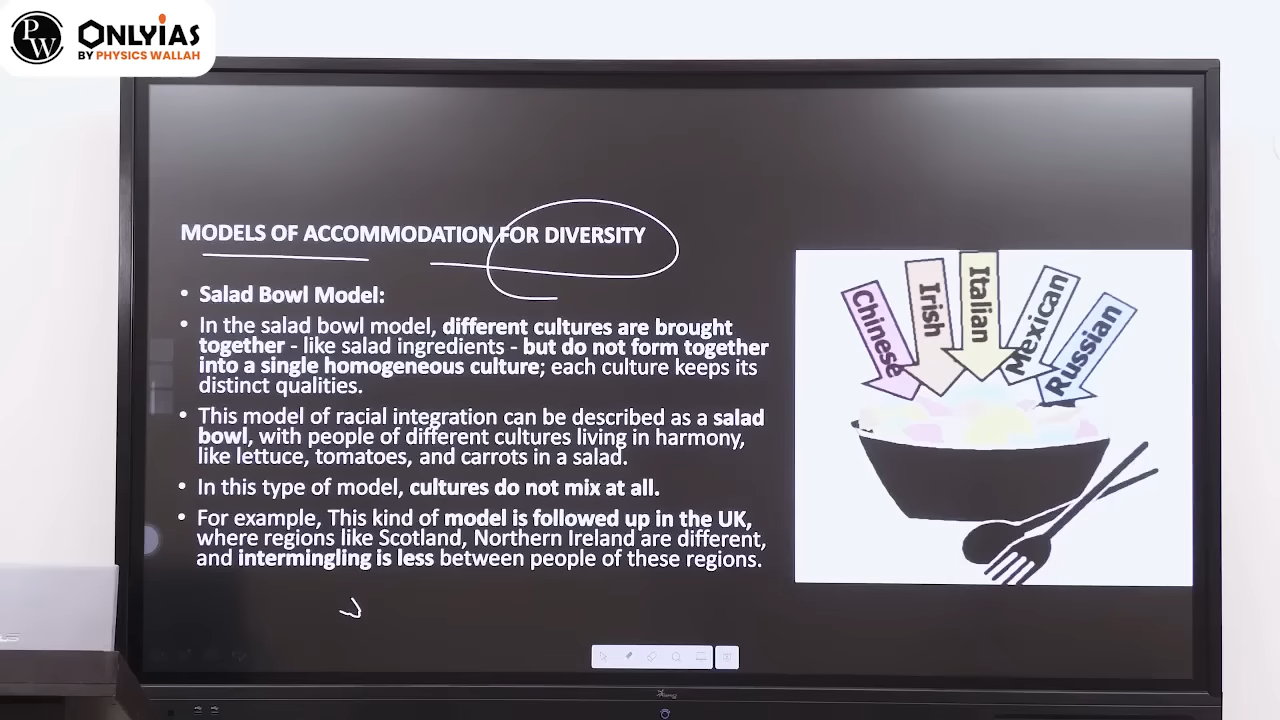 PW
ONLYIAS
BY PHYSICS WALLAH
MODELS OF ACCOMMODATION FOR DIVERSITY
• Salad Bowl Model:
• In the salad bowl model, different cultures are brought
together - like salad ingredients - but do not form together
into a single homogeneous culture; each culture keeps its
distinct qualities.
• This model of racial integration can be described as a salad
bowl, with people of different cultures living in harmony,
like lettuce, tomatoes, and carrots in a salad.
• In this type of model, cultures do not mix at all.
• For example, This kind of model is followed up in the UK,
where regions like Scotland, Northern Ireland are different,
and intermingling is less between people of these regions.
Chinese
Irish
Italian
Mexican
Russian